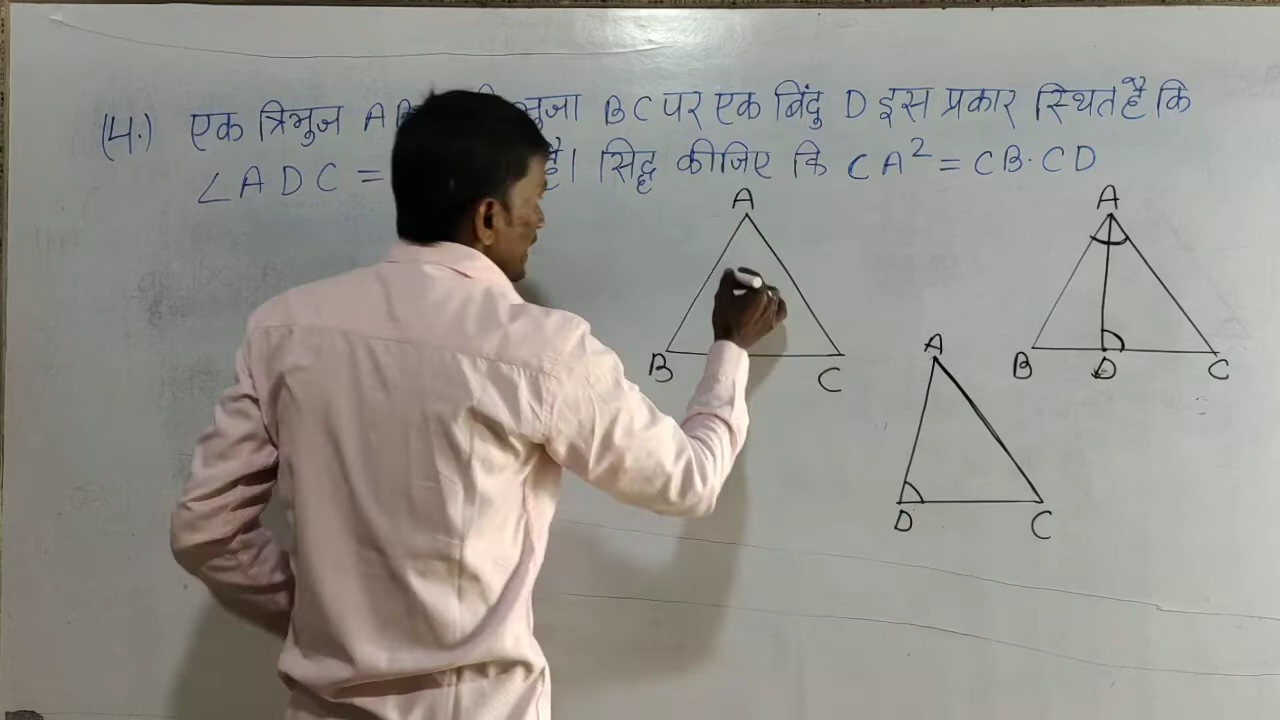 (4.) एक त्रिभुज A BC पर एक बिंदु D इस प्रकार स्थित है कि
∠ADC = है। सिद्ध कीजिए कि CA² = CB·CD
A
A
B
C
A
B
D
C
D
C